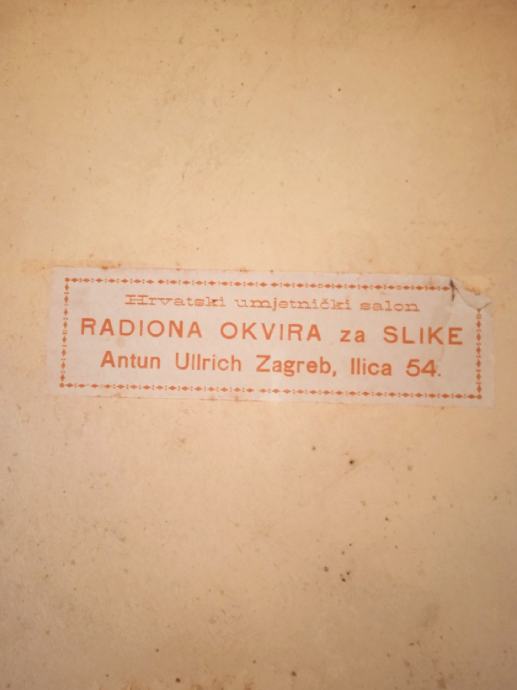 Hrvatski umjetnički salon
RADIONA OKVIRA za SLIKE
Antun Ullrich Zagreb, Ilica 54.